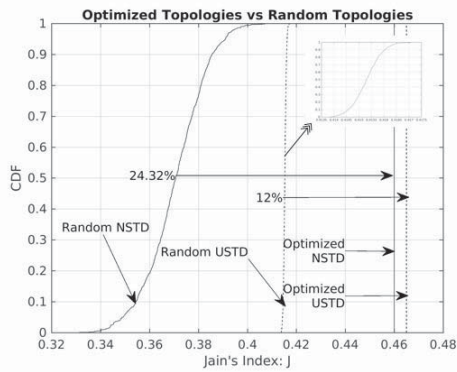 Optimized Topologies vs Random Topologies
1
0.9
0.8
0.7
0.6
0.5
0.4
0.3
0.2
0.1
0
CDF
24.32%
12%
Random NSTD
Random USTD
Optimized
NSTD
Optimized
USTD
0.32
0.34
0.36
0.38
0.4
0.42
0.44
0.46
0.48
Jain's Index: J